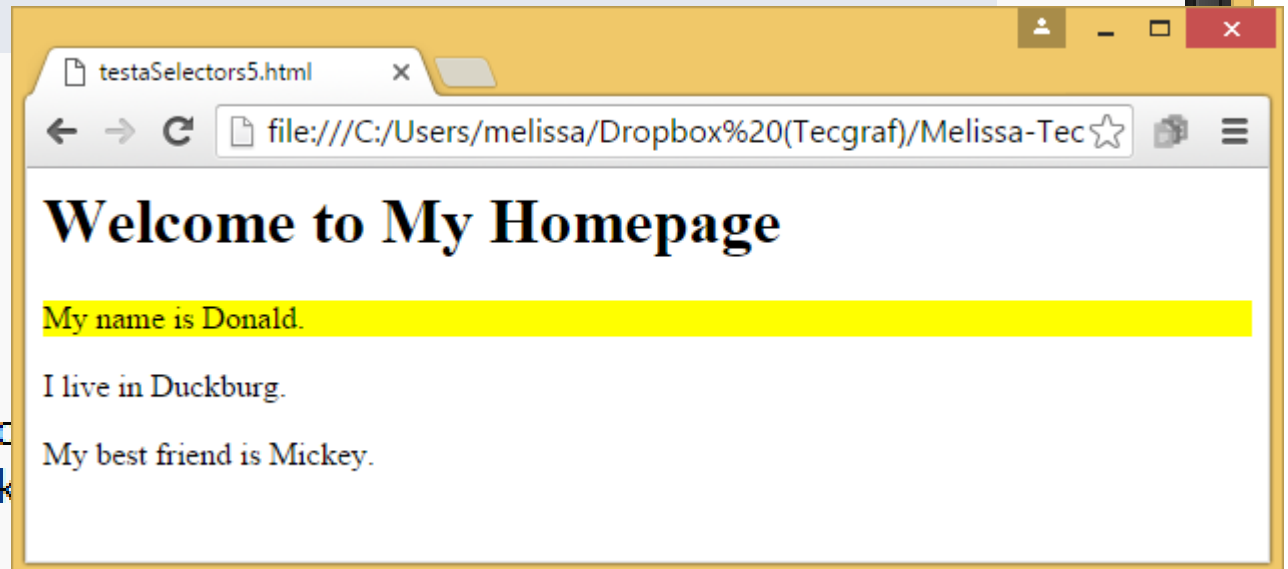 testaSelectors5.html
file:///C:/Users/melissa/Dropbox%20(Tecgraf)/Melissa-Tec
Welcome to My Homepage
My name is Donald.
I live in Duckburg.
My best friend is Mickey.